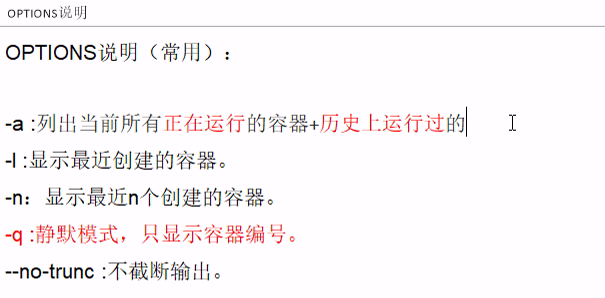 OPTIONS说明
OPTIONS说明（常用）：
-a :列出当前所有正在运行的容器+历史上运行过的
-l :显示最近创建的容器。
-n：显示最近n个创建的容器。
-q :静默模式，只显示容器编号。
--no-trunc :不截断输出。